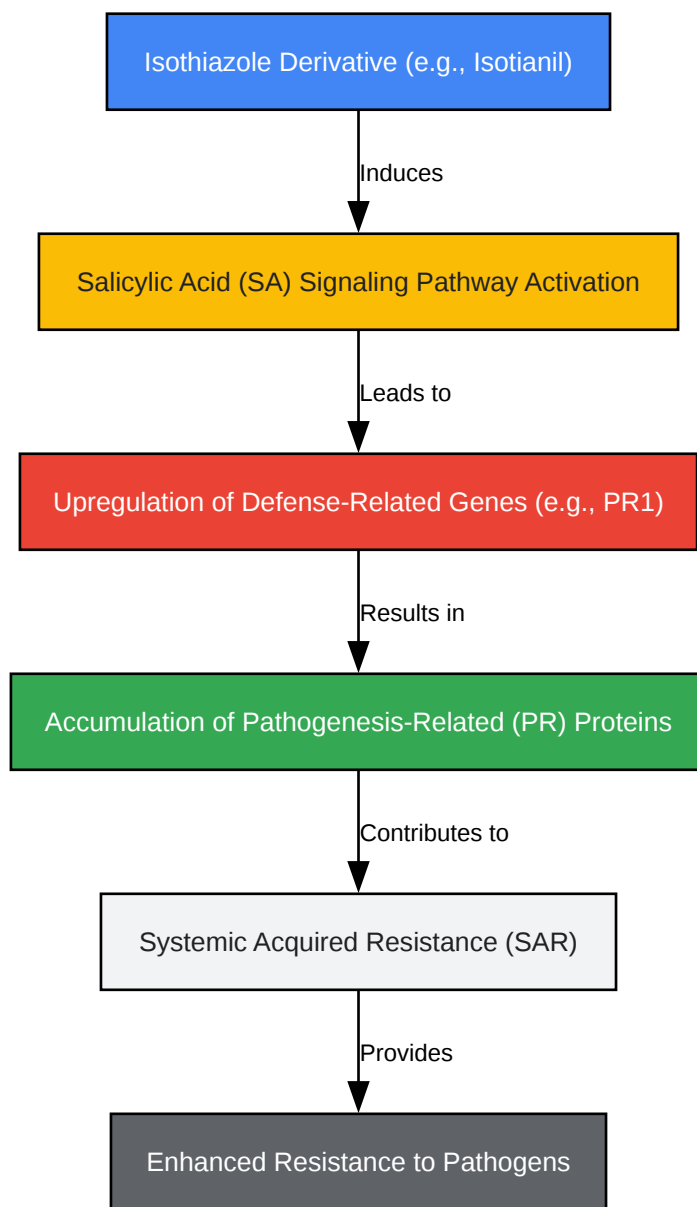 Isothiazole Derivative (e.g., Isotianil)
Induces
Salicylic Acid (SA) Signaling Pathway Activation
Leads to
Upregulation of Defense-Related Genes (e.g., PR1)
Results in
Accumulation of Pathogenesis-Related (PR) Proteins
Contributes to
Systemic Acquired Resistance (SAR)
Provides
Enhanced Resistance to Pathogens